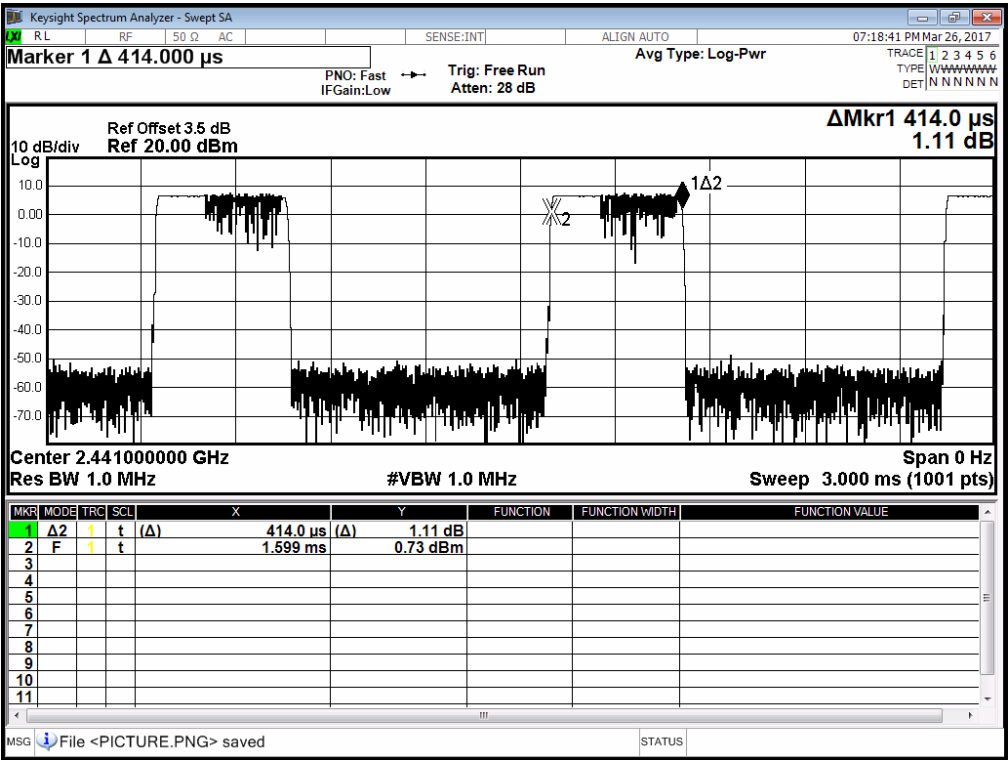 Keysight Spectrum Analyzer - Swept SA
LXI RL RF 50 Ω AC SENSE:INT ALIGN AUTO 07:18:41 PM Mar 26, 2017
Marker 1 Δ 414.000 µs
PNO: Fast
IFGain:Low
Trig: Free Run
Atten: 28 dB
Avg Type: Log-Pwr
TRACE 1 2 3 4 5 6
TYPE W W W W W W
DET N N N N N N
Ref Offset 3.5 dB
10 dB/div Ref 20.00 dBm
Log
ΔMkr1 414.0 µs
1.11 dB
10.0
0.00
-10.0
-20.0
-30.0
-40.0
-50.0
-60.0
-70.0
1Δ2
2
Center 2.441000000 GHz Span 0 Hz
Res BW 1.0 MHz #VBW 1.0 MHz Sweep 3.000 ms (1001 pts)
MKR MODE TRC SCL X Y FUNCTION FUNCTION WIDTH FUNCTION VALUE
1 Δ2 1 t (Δ) 414.0 µs (Δ) 1.11 dB
2 F 1 t 1.599 ms 0.73 dBm
3
4
5
6
7
8
9
10
11
MSG File <PICTURE.PNG> saved STATUS